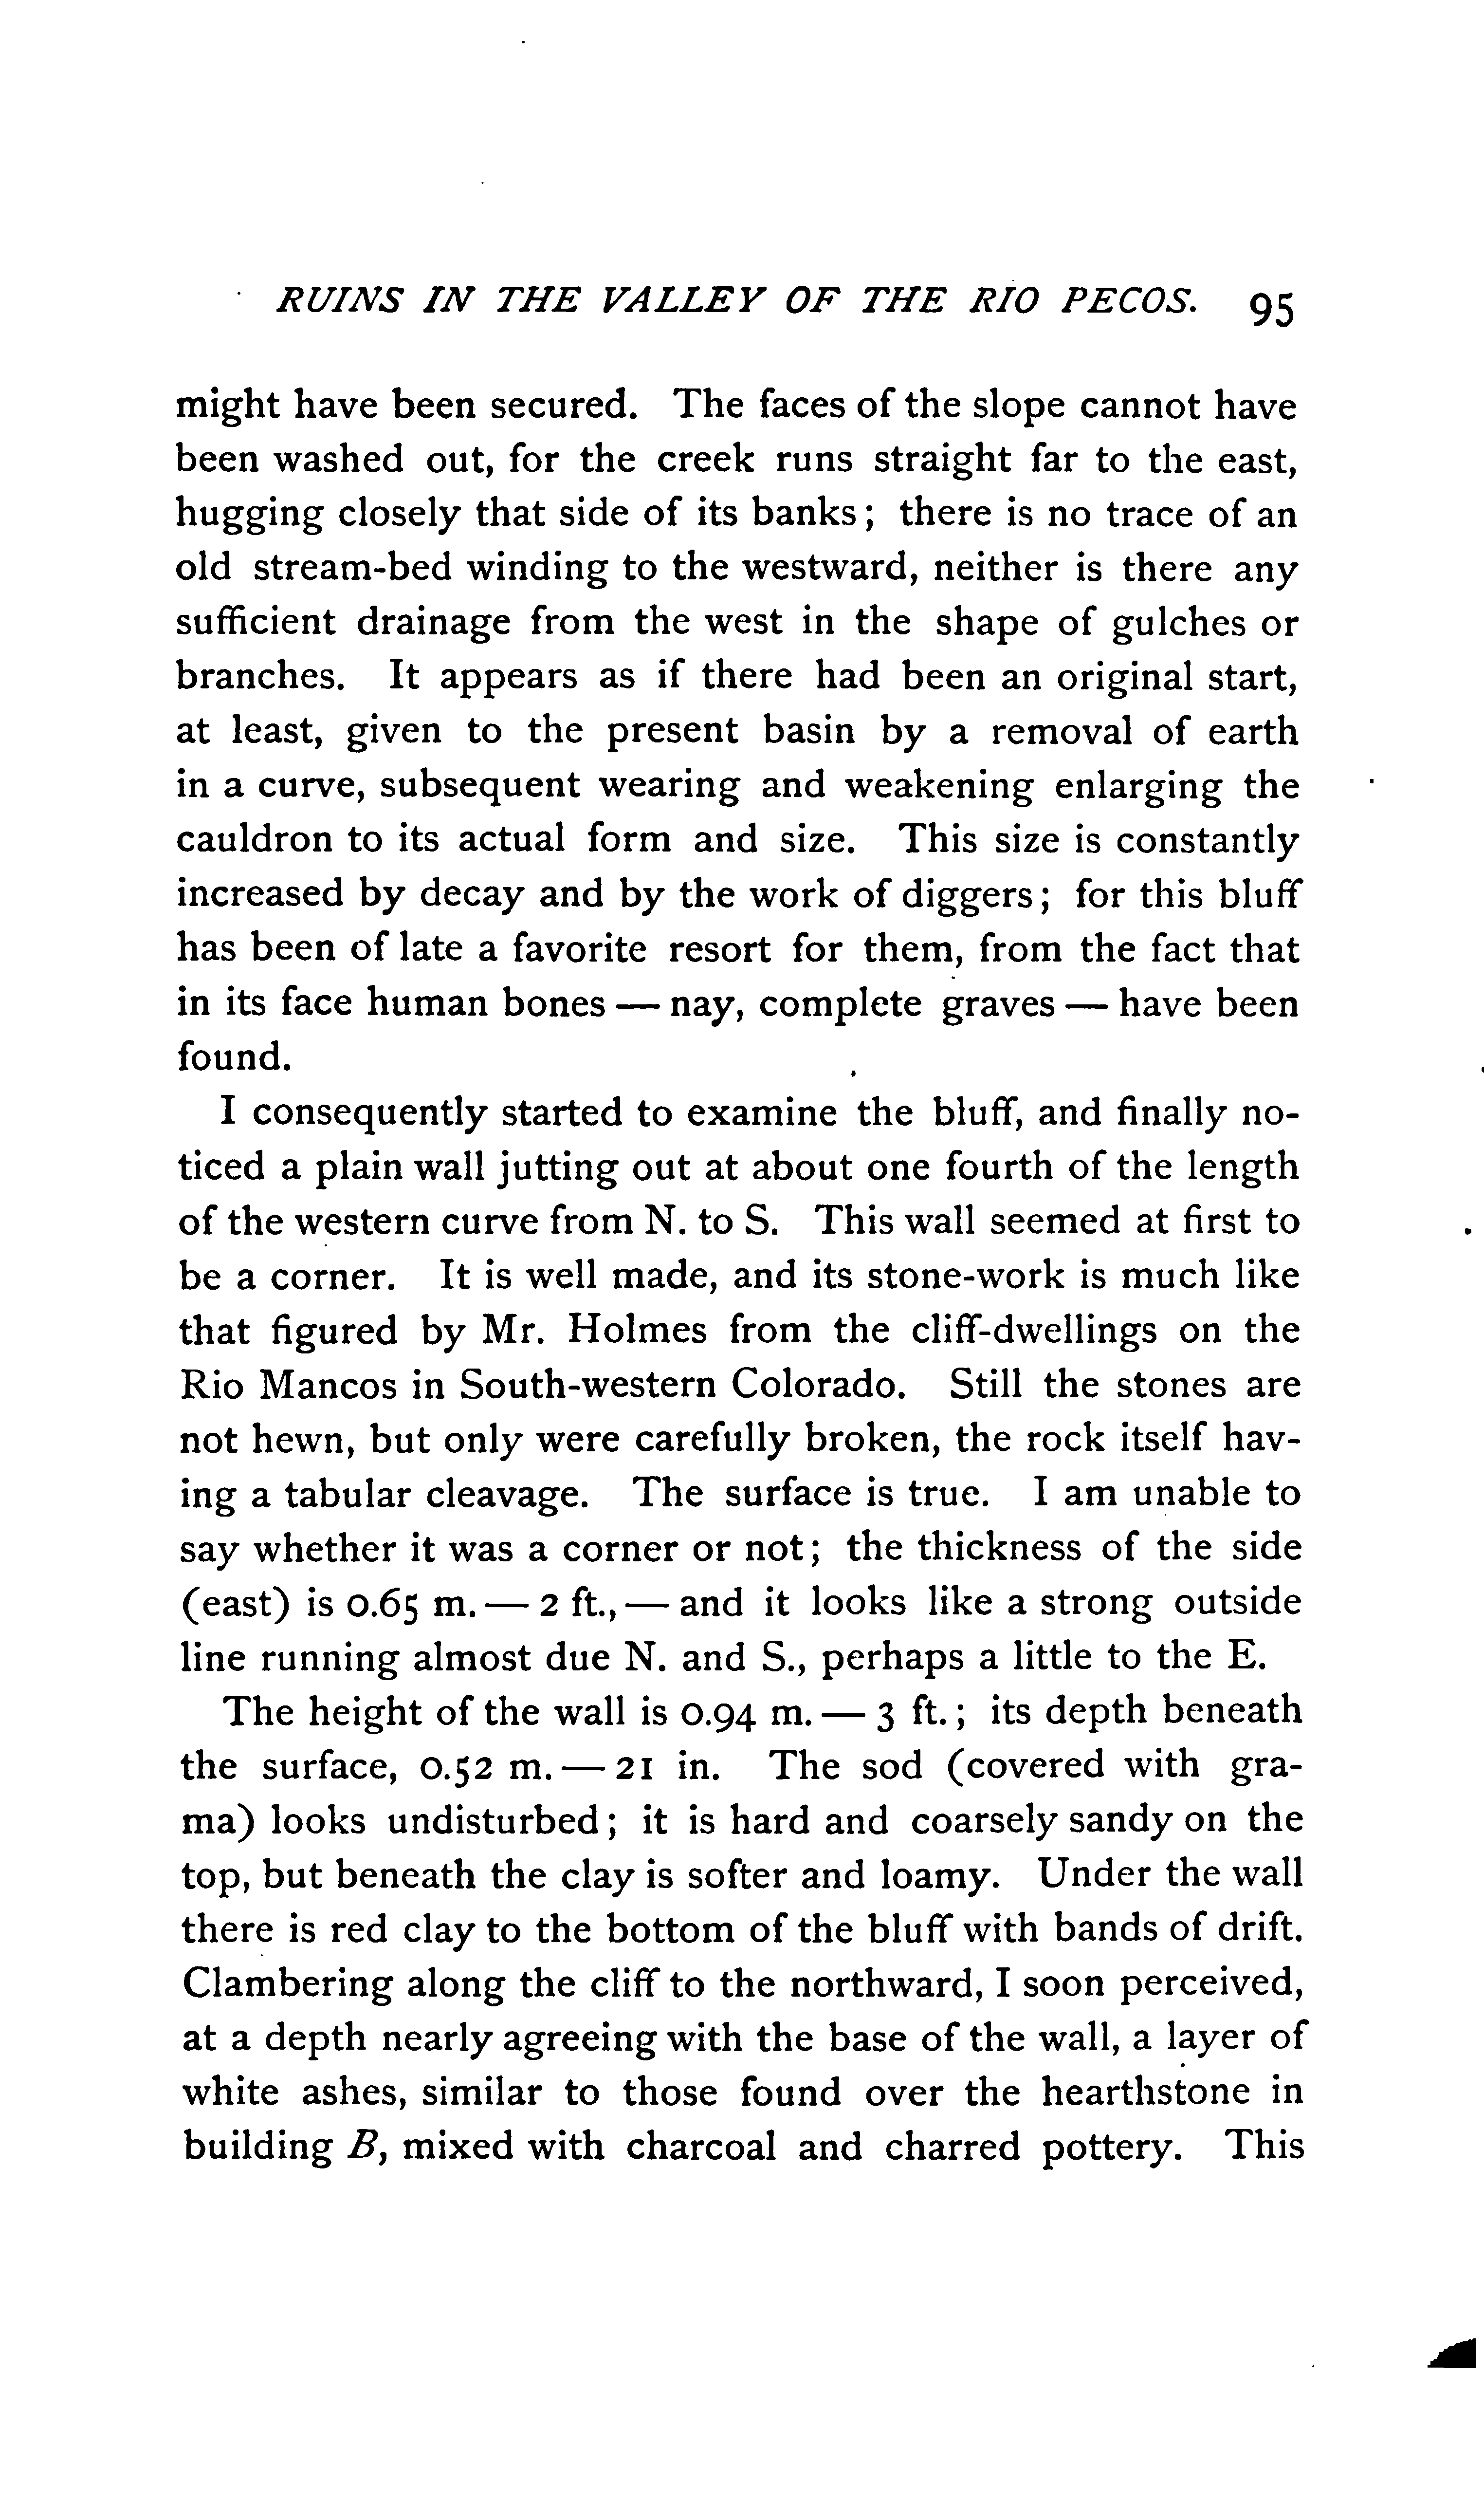 RUINS IN THE VALLEY OF THE RIO PECOS. 95
might have been secured. The faces of the slope cannot have
been washed out, for the creek runs straight far to the east,
hugging closely that side of its banks; there is no trace of an
old stream-bed winding to the westward, neither is there any
sufficient drainage from the west in the shape of gulches or
branches. It appears as if there had been an original start,
at least, given to the present basin by a removal of earth
in a curve, subsequent wearing and weakening enlarging the
cauldron to its actual form and size. This size is constantly
increased by decay and by the work of diggers; for this bluff
has been of late a favorite resort for them, from the fact that
in its face human bones — nay, complete graves — have been
found.
I consequently started to examine the bluff, and finally no-
ticed a plain wall jutting out at about one fourth of the length
of the western curve from N. to S. This wall seemed at first to
be a corner. It is well made, and its stone-work is much like
that figured by Mr. Holmes from the cliff-dwellings on the
Rio Mancos in South-western Colorado. Still the stones are
not hewn, but only were carefully broken, the rock itself hav-
ing a tabular cleavage. The surface is true. I am unable to
say whether it was a corner or not; the thickness of the side
(east) is 0.65 m. — 2 ft., — and it looks like a strong outside
line running almost due N. and S., perhaps a little to the E.
The height of the wall is 0.94 m. — 3 ft.; its depth beneath
the surface, 0.52 m. — 21 in. The sod (covered with gra-
ma) looks undisturbed; it is hard and coarsely sandy on the
top, but beneath the clay is softer and loamy. Under the wall
there is red clay to the bottom of the bluff with bands of drift.
Clambering along the cliff to the northward, I soon perceived,
at a depth nearly agreeing with the base of the wall, a layer of
white ashes, similar to those found over the hearthstone in
building B, mixed with charcoal and charred pottery. This